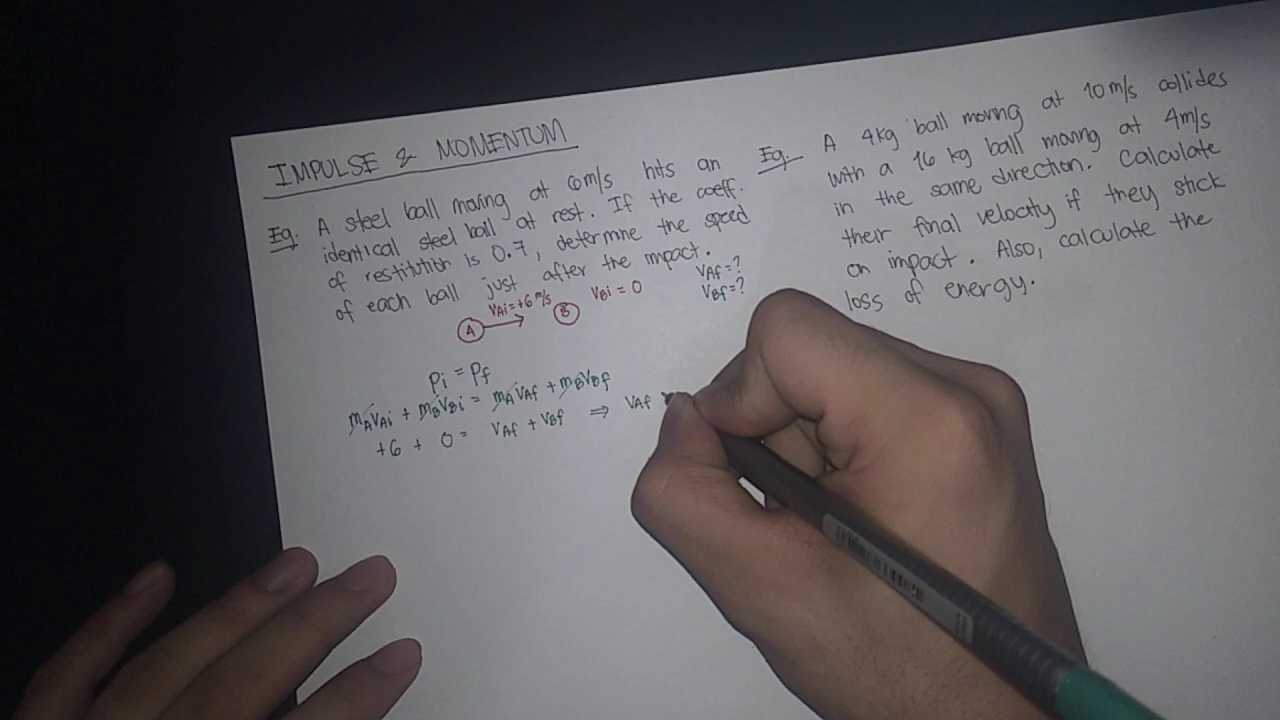 IMPULSE & MOMENTUM
Eg: A steel ball moving at 6m/s hits an
identical steel ball at rest. If the coeff.
of restitution is 0.7, determine the speed
of each ball just after the impact.
VAf = ?
VBf = ?
VAi = +6 m/s
VBi = 0
A
B
Pi = Pf
mAVAi + mBVBi = mAVAf + mBVBf
+6 + 0 = VAf + VBf ⇒ VAf
Eg A 4kg ball moving at 10m/s collides
with a 16 kg ball moving at 4m/s
in the same direction. Calculate
their final velocity if they stick
on impact. Also, calculate the
loss of energy.